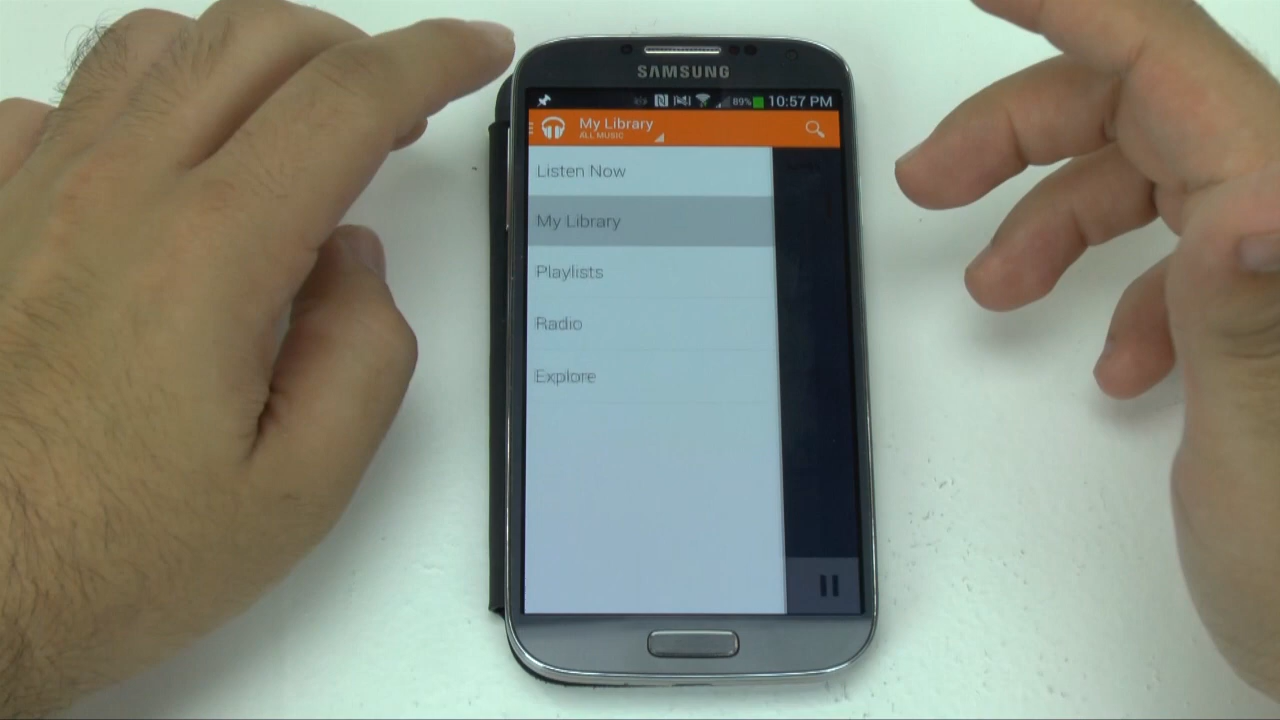 SAMSUNG
89% 10:57 PM
My Library
ALL MUSIC
Listen Now
My Library
Playlists
Radio
Explore